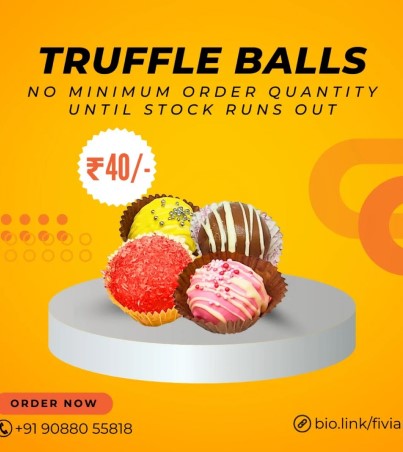 TRUFFLE BALLS
NO MINIMUM ORDER QUANTITY
UNTIL STOCK RUNS OUT
₹40/-
ORDER NOW
+91 90880 55818
bio.link/fivia